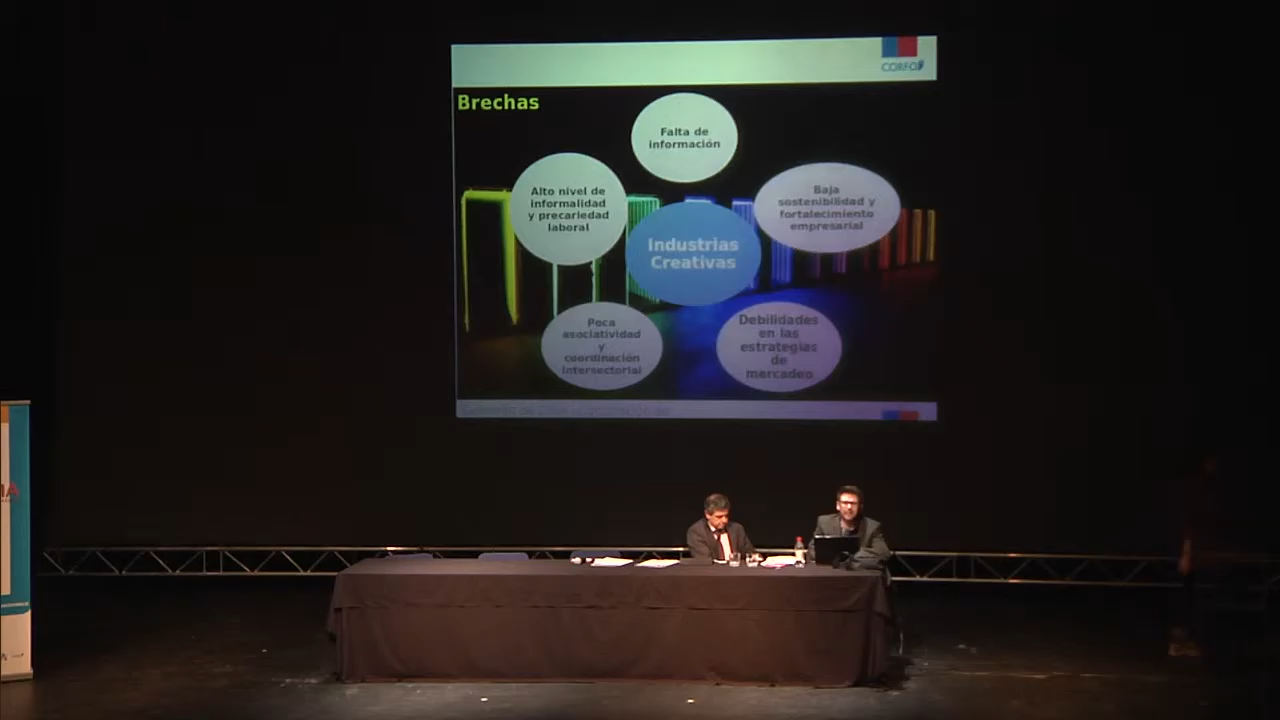 CORFO
Brechas
Falta de
información
Alto nivel de
informalidad
y precariedad
laboral
Baja
sostenibilidad y
fortalecimiento
empresarial
Industrias
Creativas
Poca
asociatividad
y
coordinación
intersectorial
Debilidades
en las
estrategias
de
mercadeo